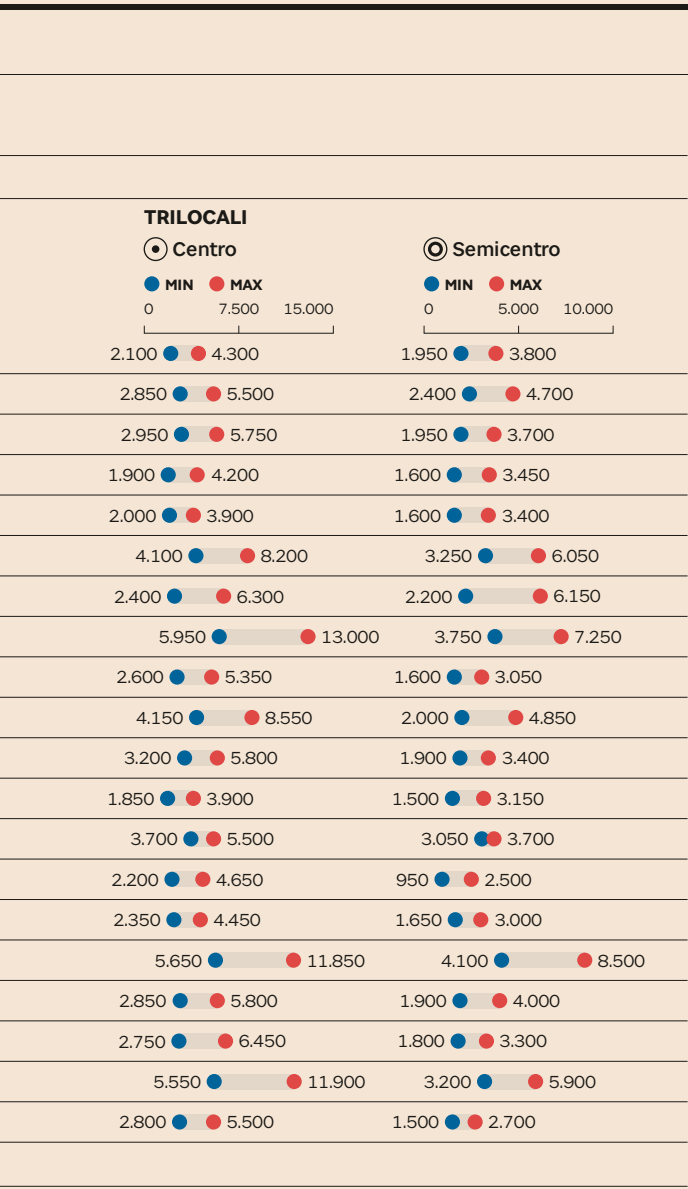 TRILOCALI
Centro Semicentro
MIN MAX MIN MAX
0 7.500 15.000 0 5.000 10.000
2.100 4.300 1.950 3.800
2.850 5.500 2.400 4.700
2.950 5.750 1.950 3.700
1.900 4.200 1.600 3.450
2.000 3.900 1.600 3.400
4.100 8.200 3.250 6.050
2.400 6.300 2.200 6.150
5.950 13.000 3.750 7.250
2.600 5.350 1.600 3.050
4.150 8.550 2.000 4.850
3.200 5.800 1.900 3.400
1.850 3.900 1.500 3.150
3.700 5.500 3.050 3.700
2.200 4.650 950 2.500
2.350 4.450 1.650 3.000
5.650 11.850 4.100 8.500
2.850 5.800 1.900 4.000
2.750 6.450 1.800 3.300
5.550 11.900 3.200 5.900
2.800 5.500 1.500 2.700